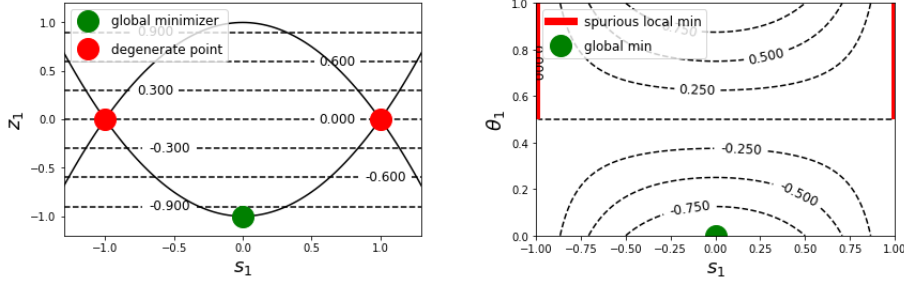 global minimizer
degenerate point
0.900
0.600
0.300
0.000
-0.300
-0.600
-0.900
1.0
0.5
0.0
−0.5
−1.0
z₁
−1.0 −0.5 0.0 0.5 1.0
s₁
spurious local min
global min
0.750
0.500
0.250
-0.250
-0.500
-0.750
1.0
0.8
0.6
0.4
0.2
0.0
θ₁
−1.00 −0.75 −0.50 −0.25 0.00 0.25 0.50 0.75 1.00
s₁